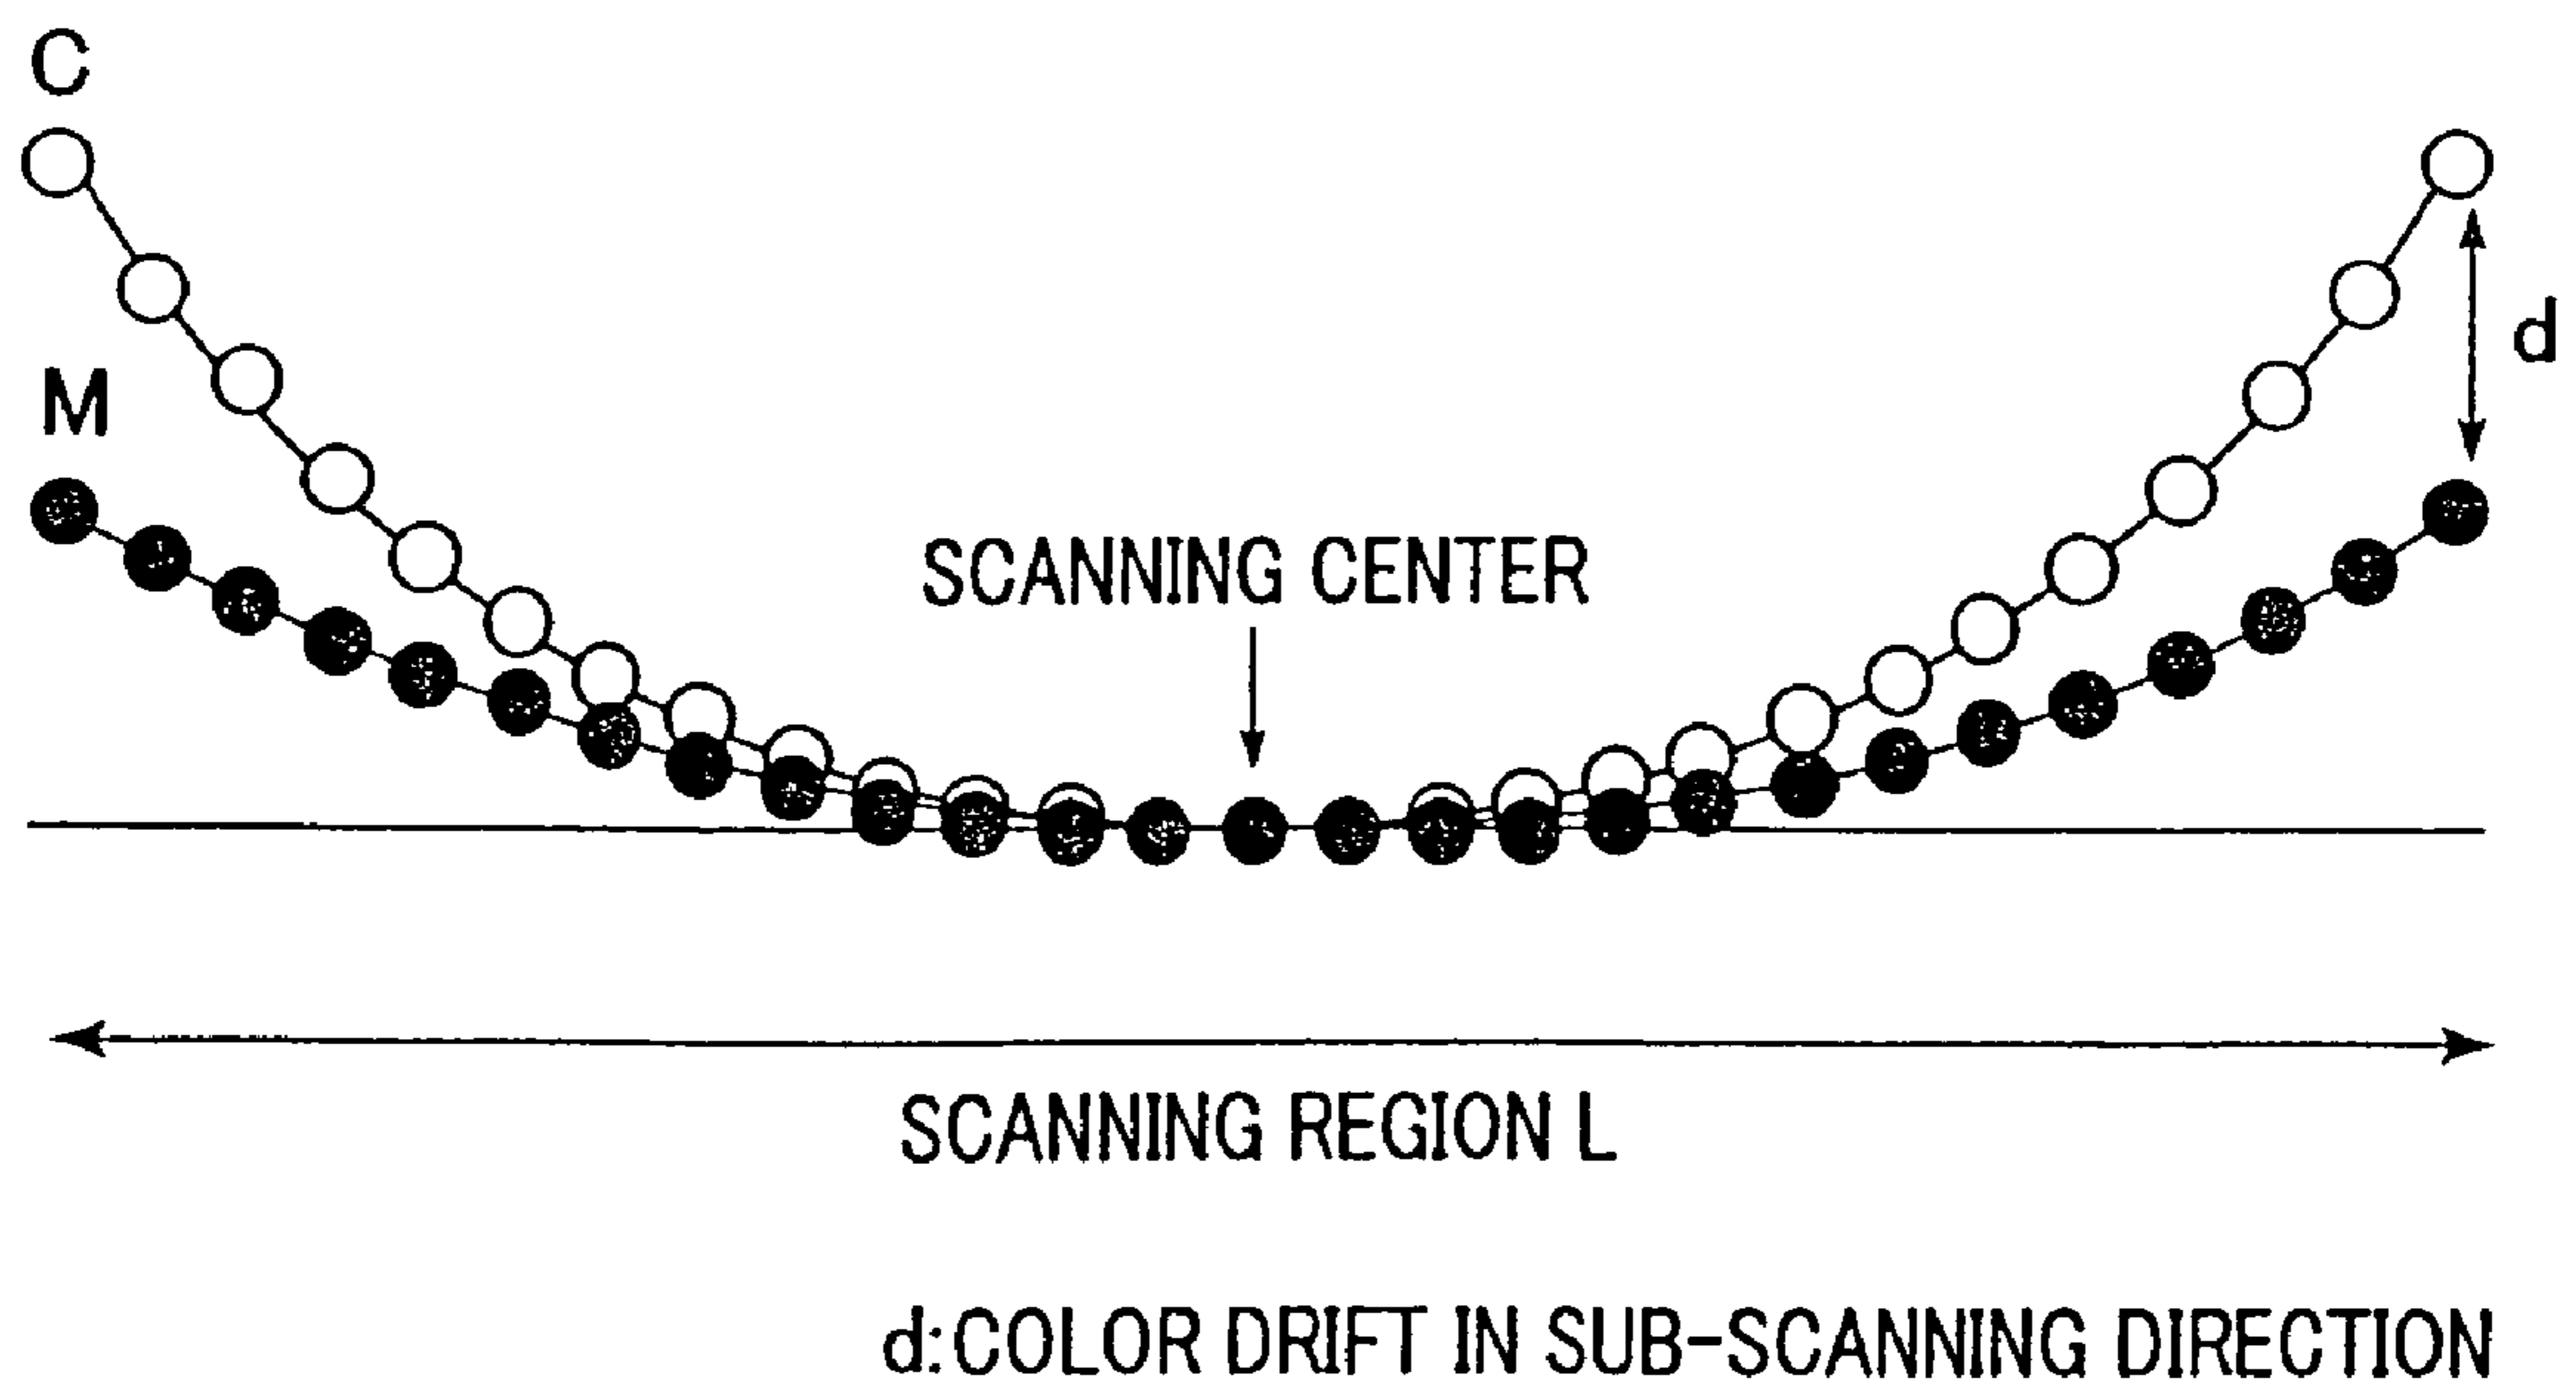 C
M
d
SCANNING CENTER
SCANNING REGION L
d:COLOR DRIFT IN SUB-SCANNING DIRECTION